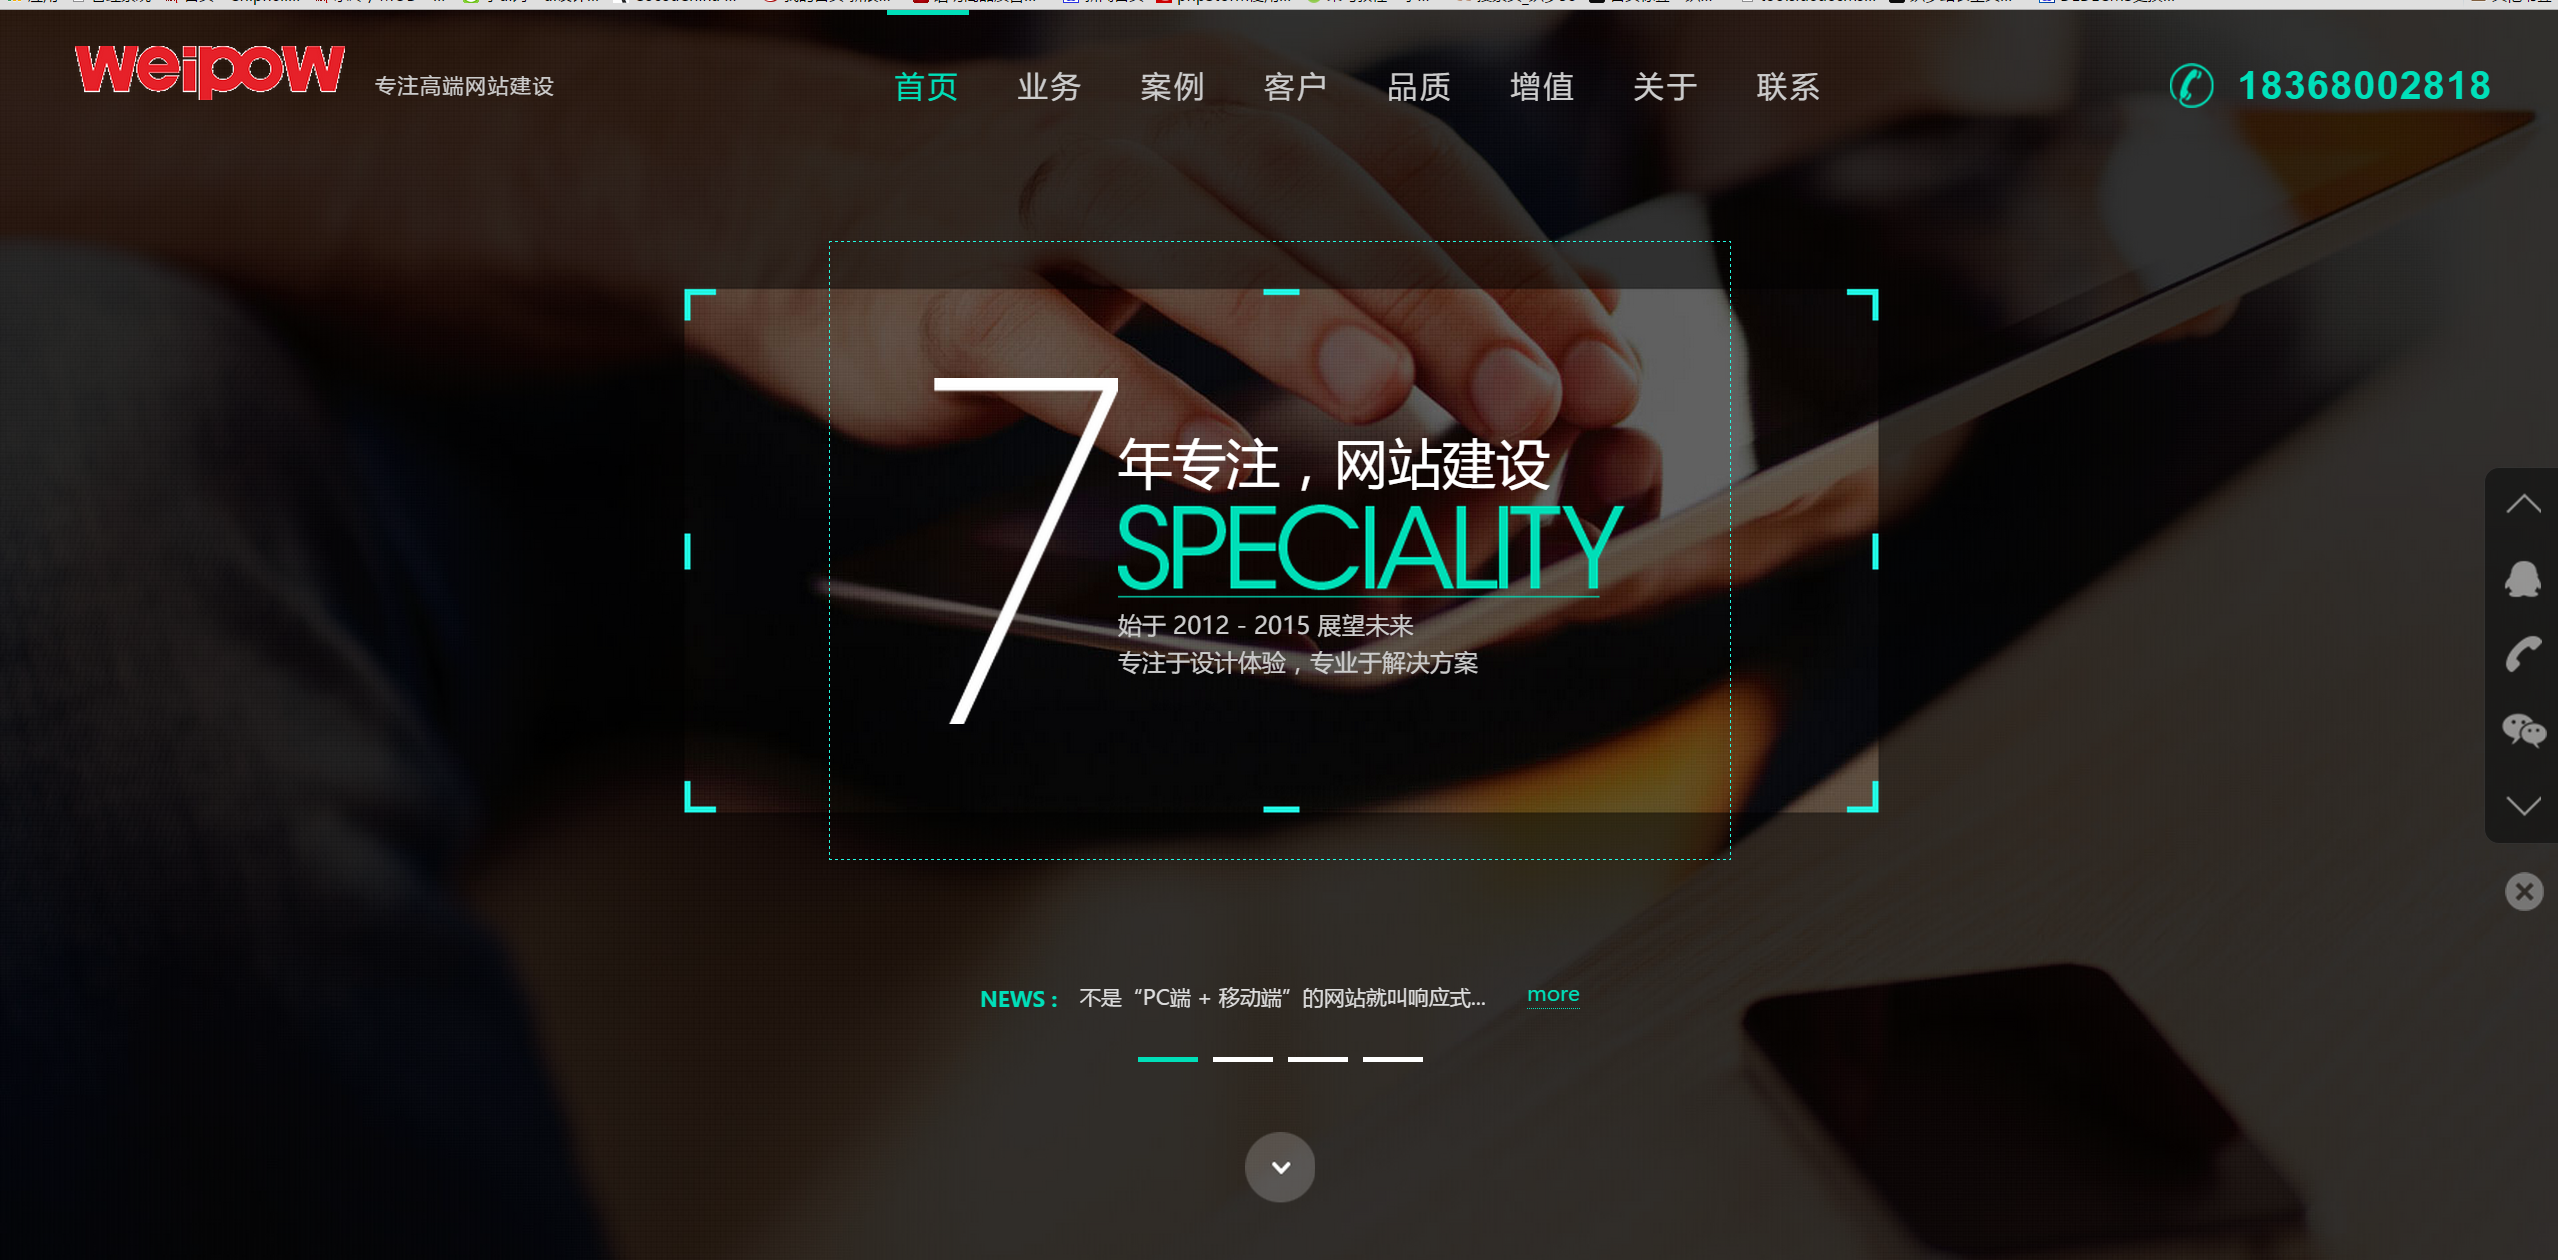 weipow
专注高端网站建设
首页 业务 案例 客户 品质 增值 关于 联系
18368002818
7
年专注，网站建设
SPECIALITY
始于 2012 - 2015 展望未来
专注于设计体验，专业于解决方案
NEWS : 不是“PC端 + 移动端”的网站就叫响应式... more